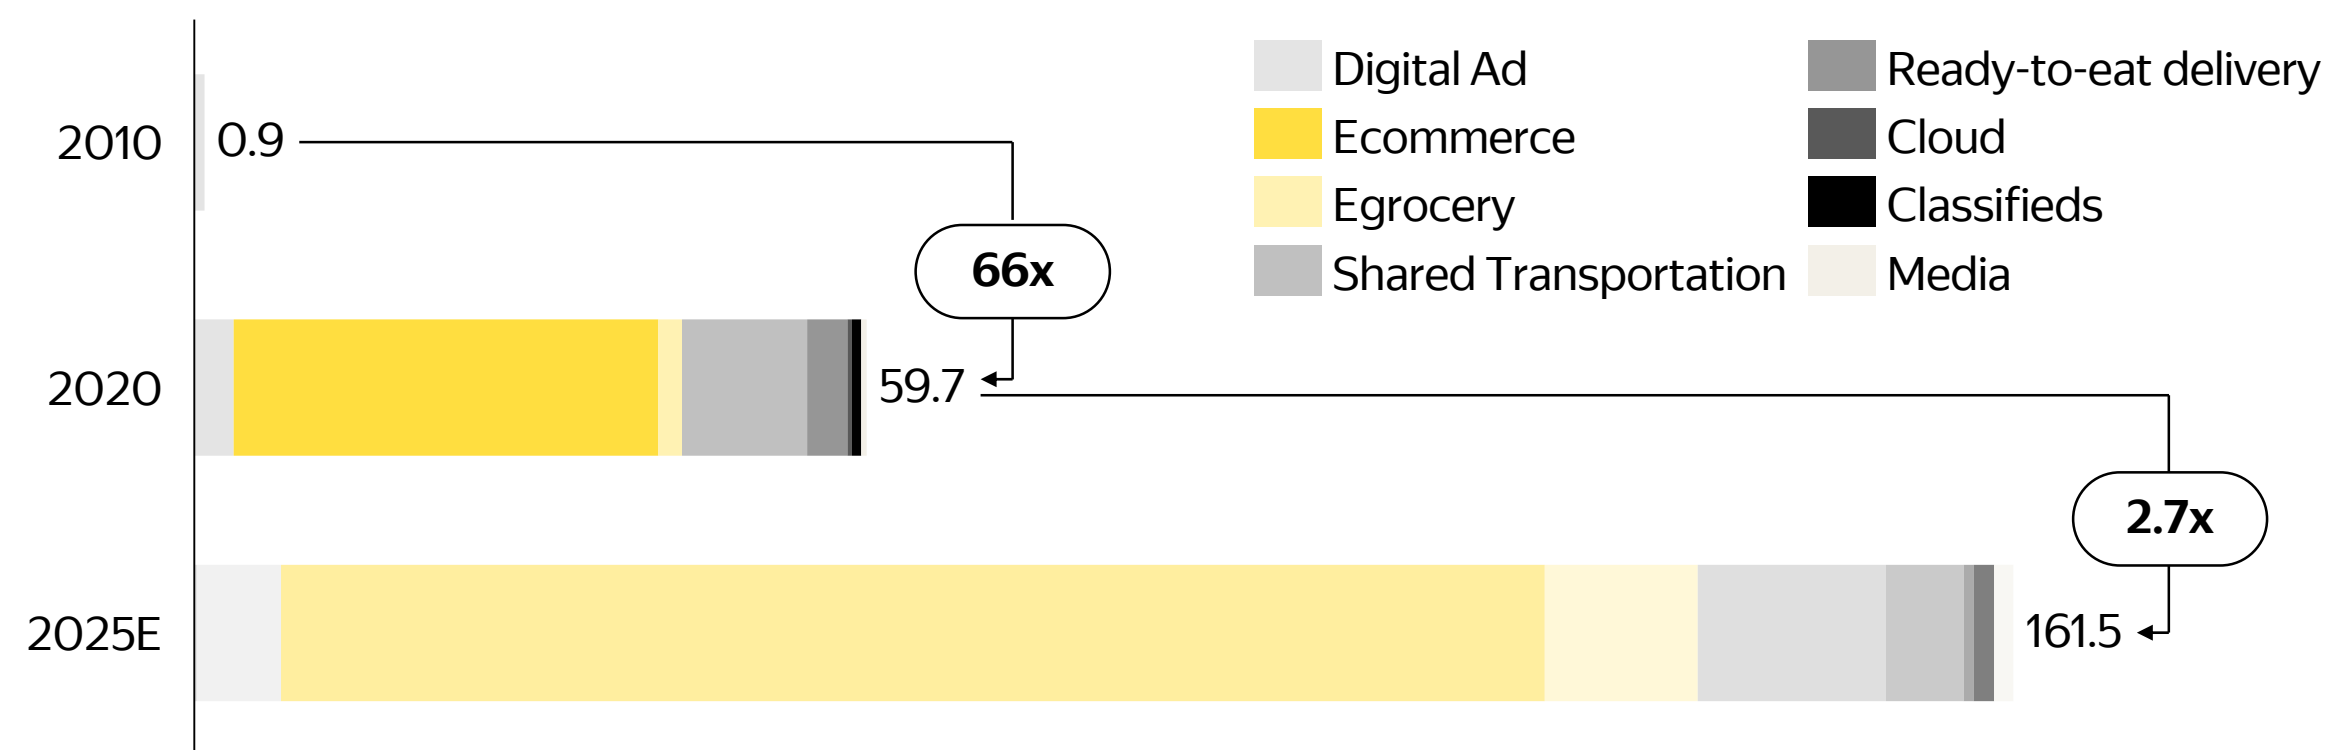 Digital Ad
Ecommerce
Egrocery
Shared Transportation
Ready-to-eat delivery
Cloud
Classifieds
Media
2010 0.9
66x
2020 59.7
2.7x
2025E 161.5